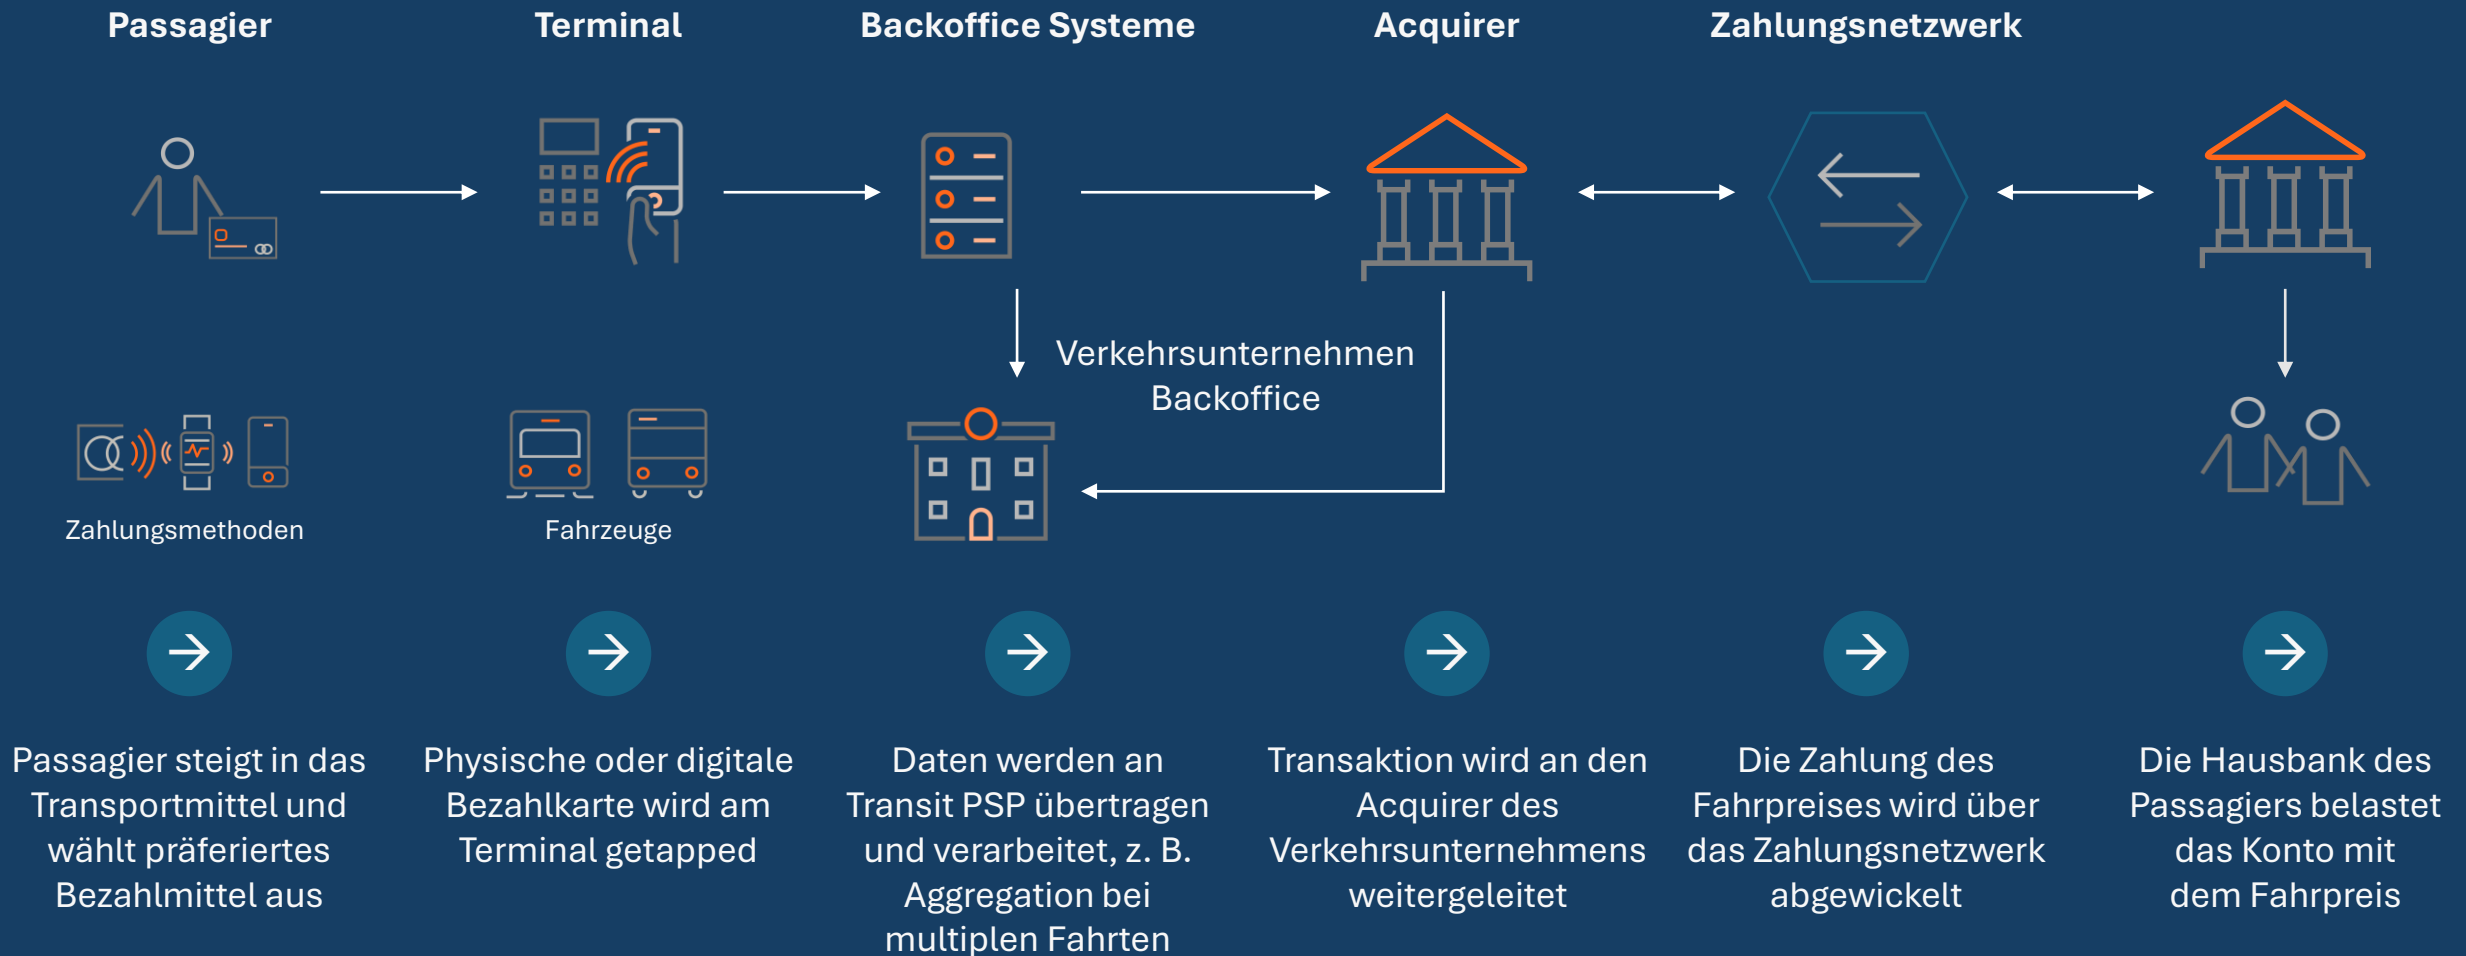 Passagier
Terminal
Backoffice Systeme
Acquirer
Zahlungsnetzwerk
Verkehrsunternehmen
Backoffice
Zahlungsmethoden
Fahrzeuge
Passagier steigt in das
Transportmittel und
wählt präferiertes
Bezahlmittel aus
Physische oder digitale
Bezahlkarte wird am
Terminal getapped
Daten werden an
Transit PSP übertragen
und verarbeitet, z. B.
Aggregation bei
multiplen Fahrten
Transaktion wird an den
Acquirer des
Verkehrsunternehmens
weitergeleitet
Die Zahlung des
Fahrpreises wird über
das Zahlungsnetzwerk
abgewickelt
Die Hausbank des
Passagiers belastet
das Konto mit
dem Fahrpreis